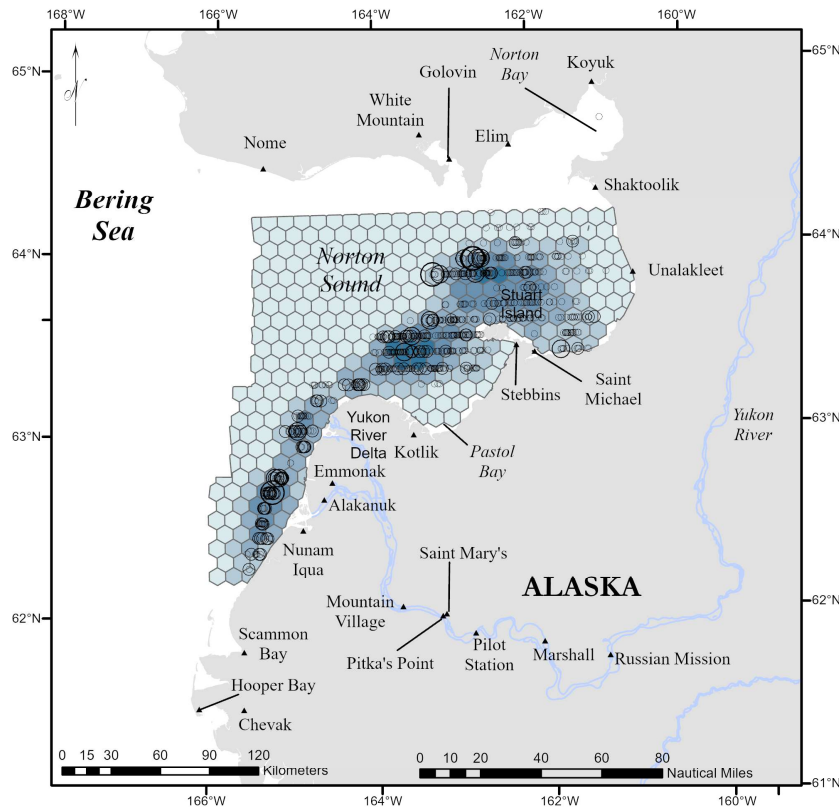 168°W
166°W
164°W
162°W
160°W
65°N
65°N
N
Koyuk
Norton
Bay
Golovin
White
Mountain
Elim
Nome
Shaktoolik
Bering
Sea
64°N
64°N
Norton
Sound
Unalakleet
Stuart
Island
Stebbins
Saint
Michael
63°N
63°N
Yukon
River
Delta
Kotlik
Pastol
Bay
Yukon
River
Emmonak
Alakanuk
Nunam
Iqua
Saint Mary's
ALASKA
62°N
62°N
Mountain
Village
Pitka's Point
Pilot
Station
Marshall
Russian Mission
Scammon
Bay
Hooper Bay
Chevak
0 15 30 60 90 120
Kilometers
0 10 20 40 60 80
Nautical Miles
61°N
166°W
164°W
162°W
160°W